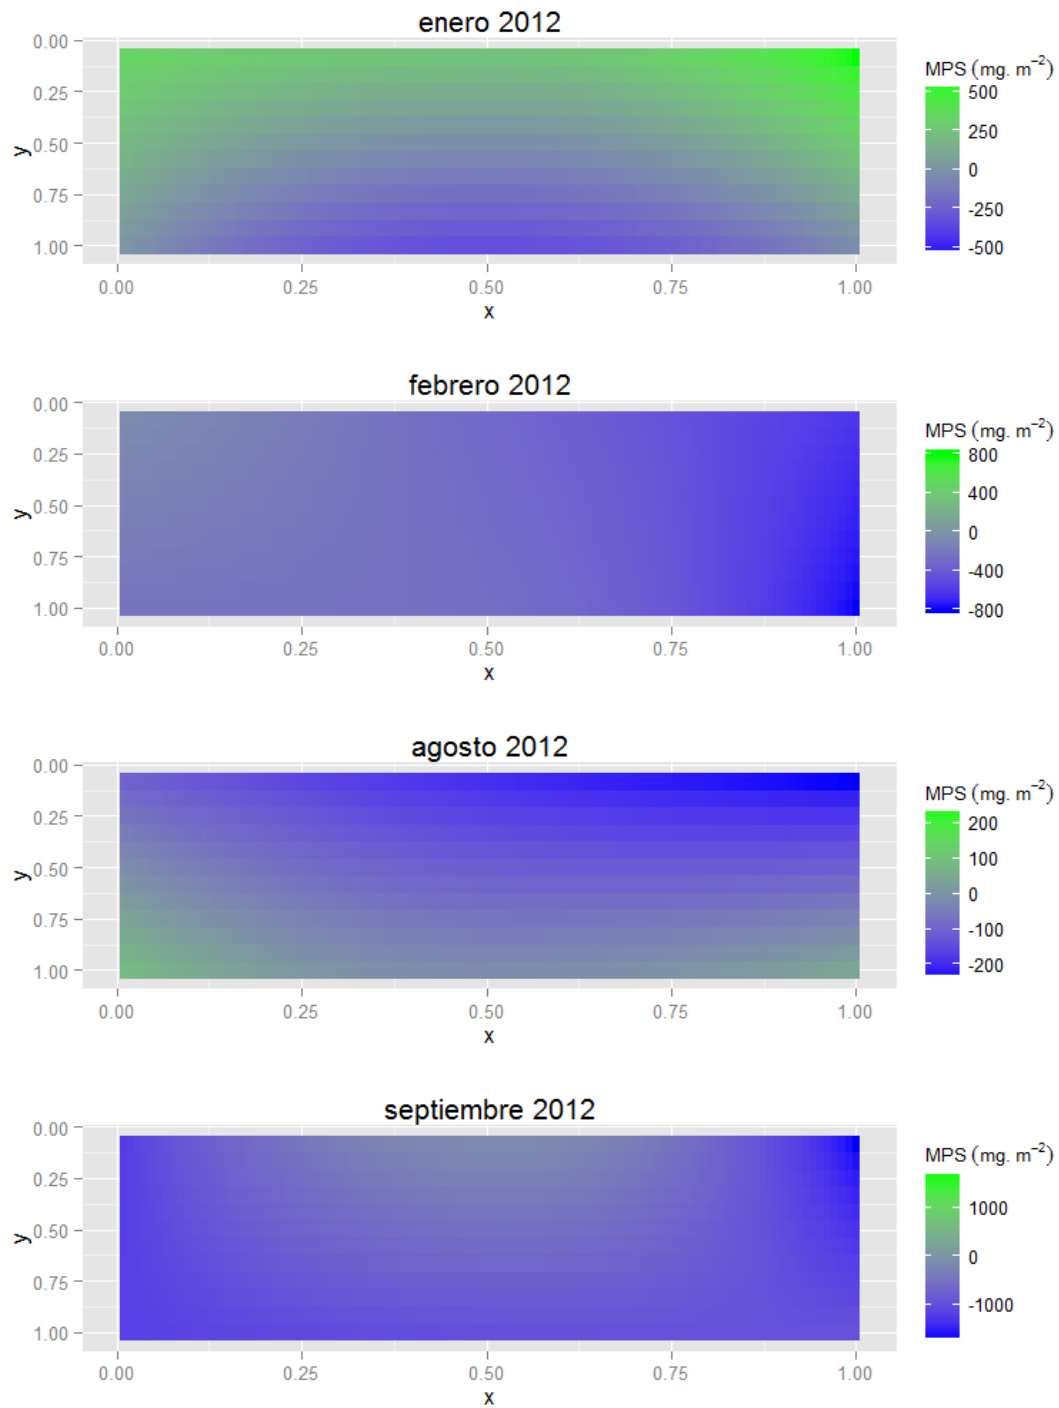 enero 2012
0.00
0.25
0.50
0.75
1.00
y
0.00 0.25 0.50 0.75 1.00
x
MPS (mg. m⁻²)
500
250
0
-250
-500
febrero 2012
0.00
0.25
0.50
0.75
1.00
y
0.00 0.25 0.50 0.75 1.00
x
MPS (mg. m⁻²)
800
400
0
-400
-800
agosto 2012
0.00
0.25
0.50
0.75
1.00
y
0.00 0.25 0.50 0.75 1.00
x
MPS (mg. m⁻²)
200
100
0
-100
-200
septiembre 2012
0.00
0.25
0.50
0.75
1.00
y
0.00 0.25 0.50 0.75 1.00
x
MPS (mg. m⁻²)
1000
0
-1000